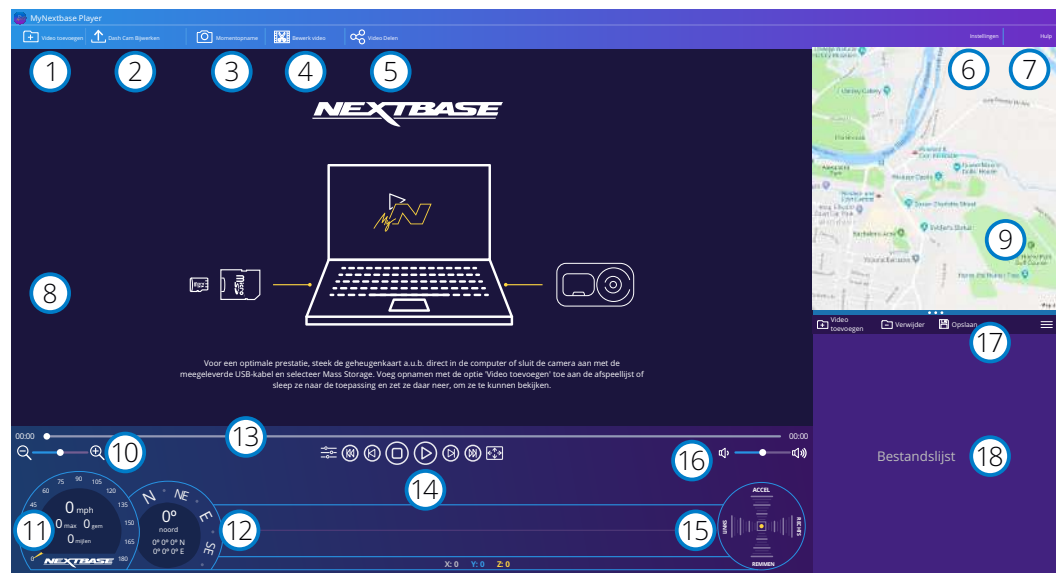 MyNextbase Player
Video toevoegen
Dash Cam Bijwerken
Momentopname
Bewerk video
Video Delen
Instellingen
Hulp
1
2
3
4
5
6
7
NEXTBASE
My N
micro
8
9
Voor een optimale prestatie, steek de geheugenkaart a.u.b. direct in de computer of sluit de camera aan met de
meegeleverde USB-kabel en selecteer Mass Storage. Voeg opnamen met de optie 'Video toevoegen' toe aan de afspeellijst of
sleep ze naar de toepassing en zet ze daar neer, om ze te kunnen bekijken.
Video
toevoegen
Verwijder
Opslaan
17
Bestandslijst
18
00:00
13
00:00
10
14
16
11
45
60
75
90
105
120
135
150
165
180
0
0 mph
0 max 0 gem
0 mijlen
NEXTBASE
N
NE
E
SE
0°
noord
0° 0° 0° N
0° 0° 0° E
12
15
ACCEL
LINKS
RECHTS
REMMEN
X: 0 Y: 0 Z: 0